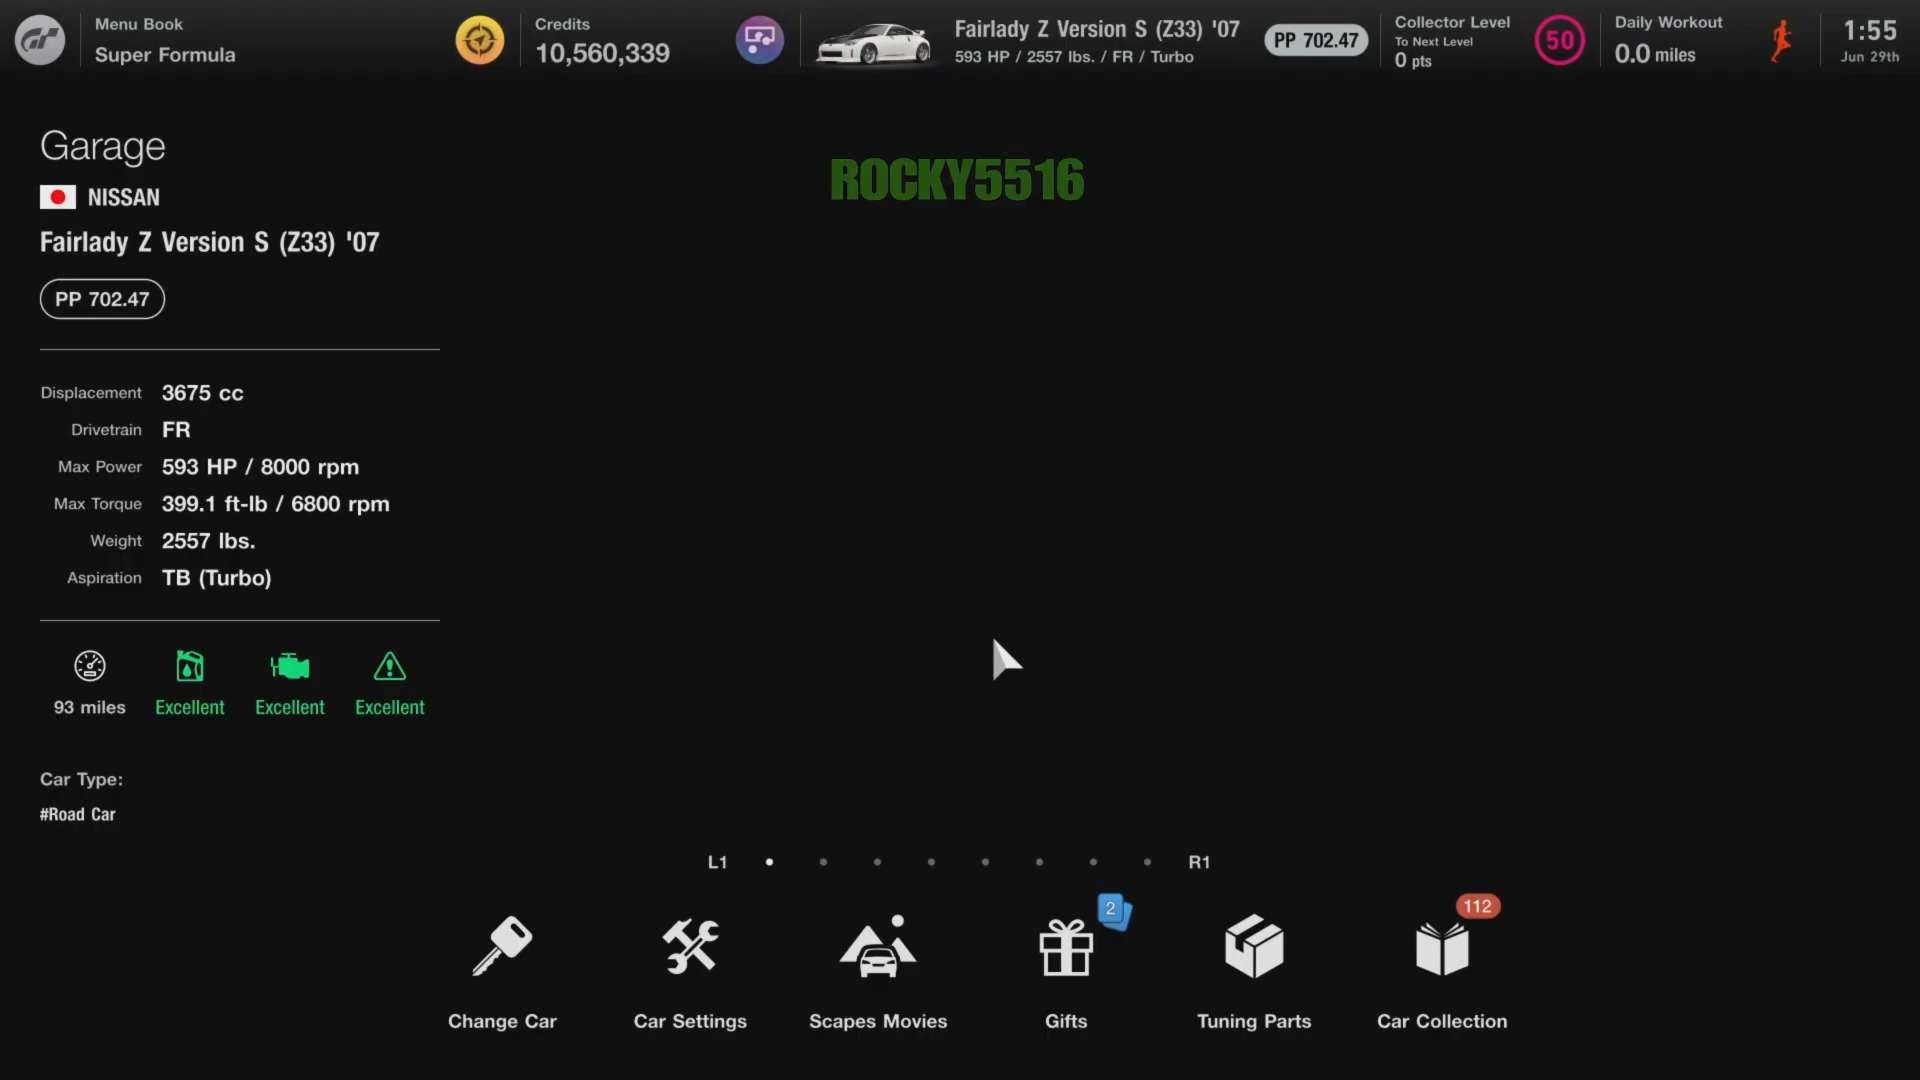 Menu Book
Super Formula
Credits
10,560,339
Fairlady Z Version S (Z33) '07
593 HP / 2557 lbs. / FR / Turbo
PP 702.47
Collector Level
To Next Level
0 pts
50
Daily Workout
0.0 miles
1:55
Jun 29th
Garage
NISSAN
Fairlady Z Version S (Z33) '07
PP 702.47
ROCKY5516
Displacement 3675 cc
Drivetrain FR
Max Power 593 HP / 8000 rpm
Max Torque 399.1 ft-lb / 6800 rpm
Weight 2557 lbs.
Aspiration TB (Turbo)
93 miles
Excellent
Excellent
Excellent
Car Type:
#Road Car
L1
R1
2
112
Change Car
Car Settings
Scapes Movies
Gifts
Tuning Parts
Car Collection